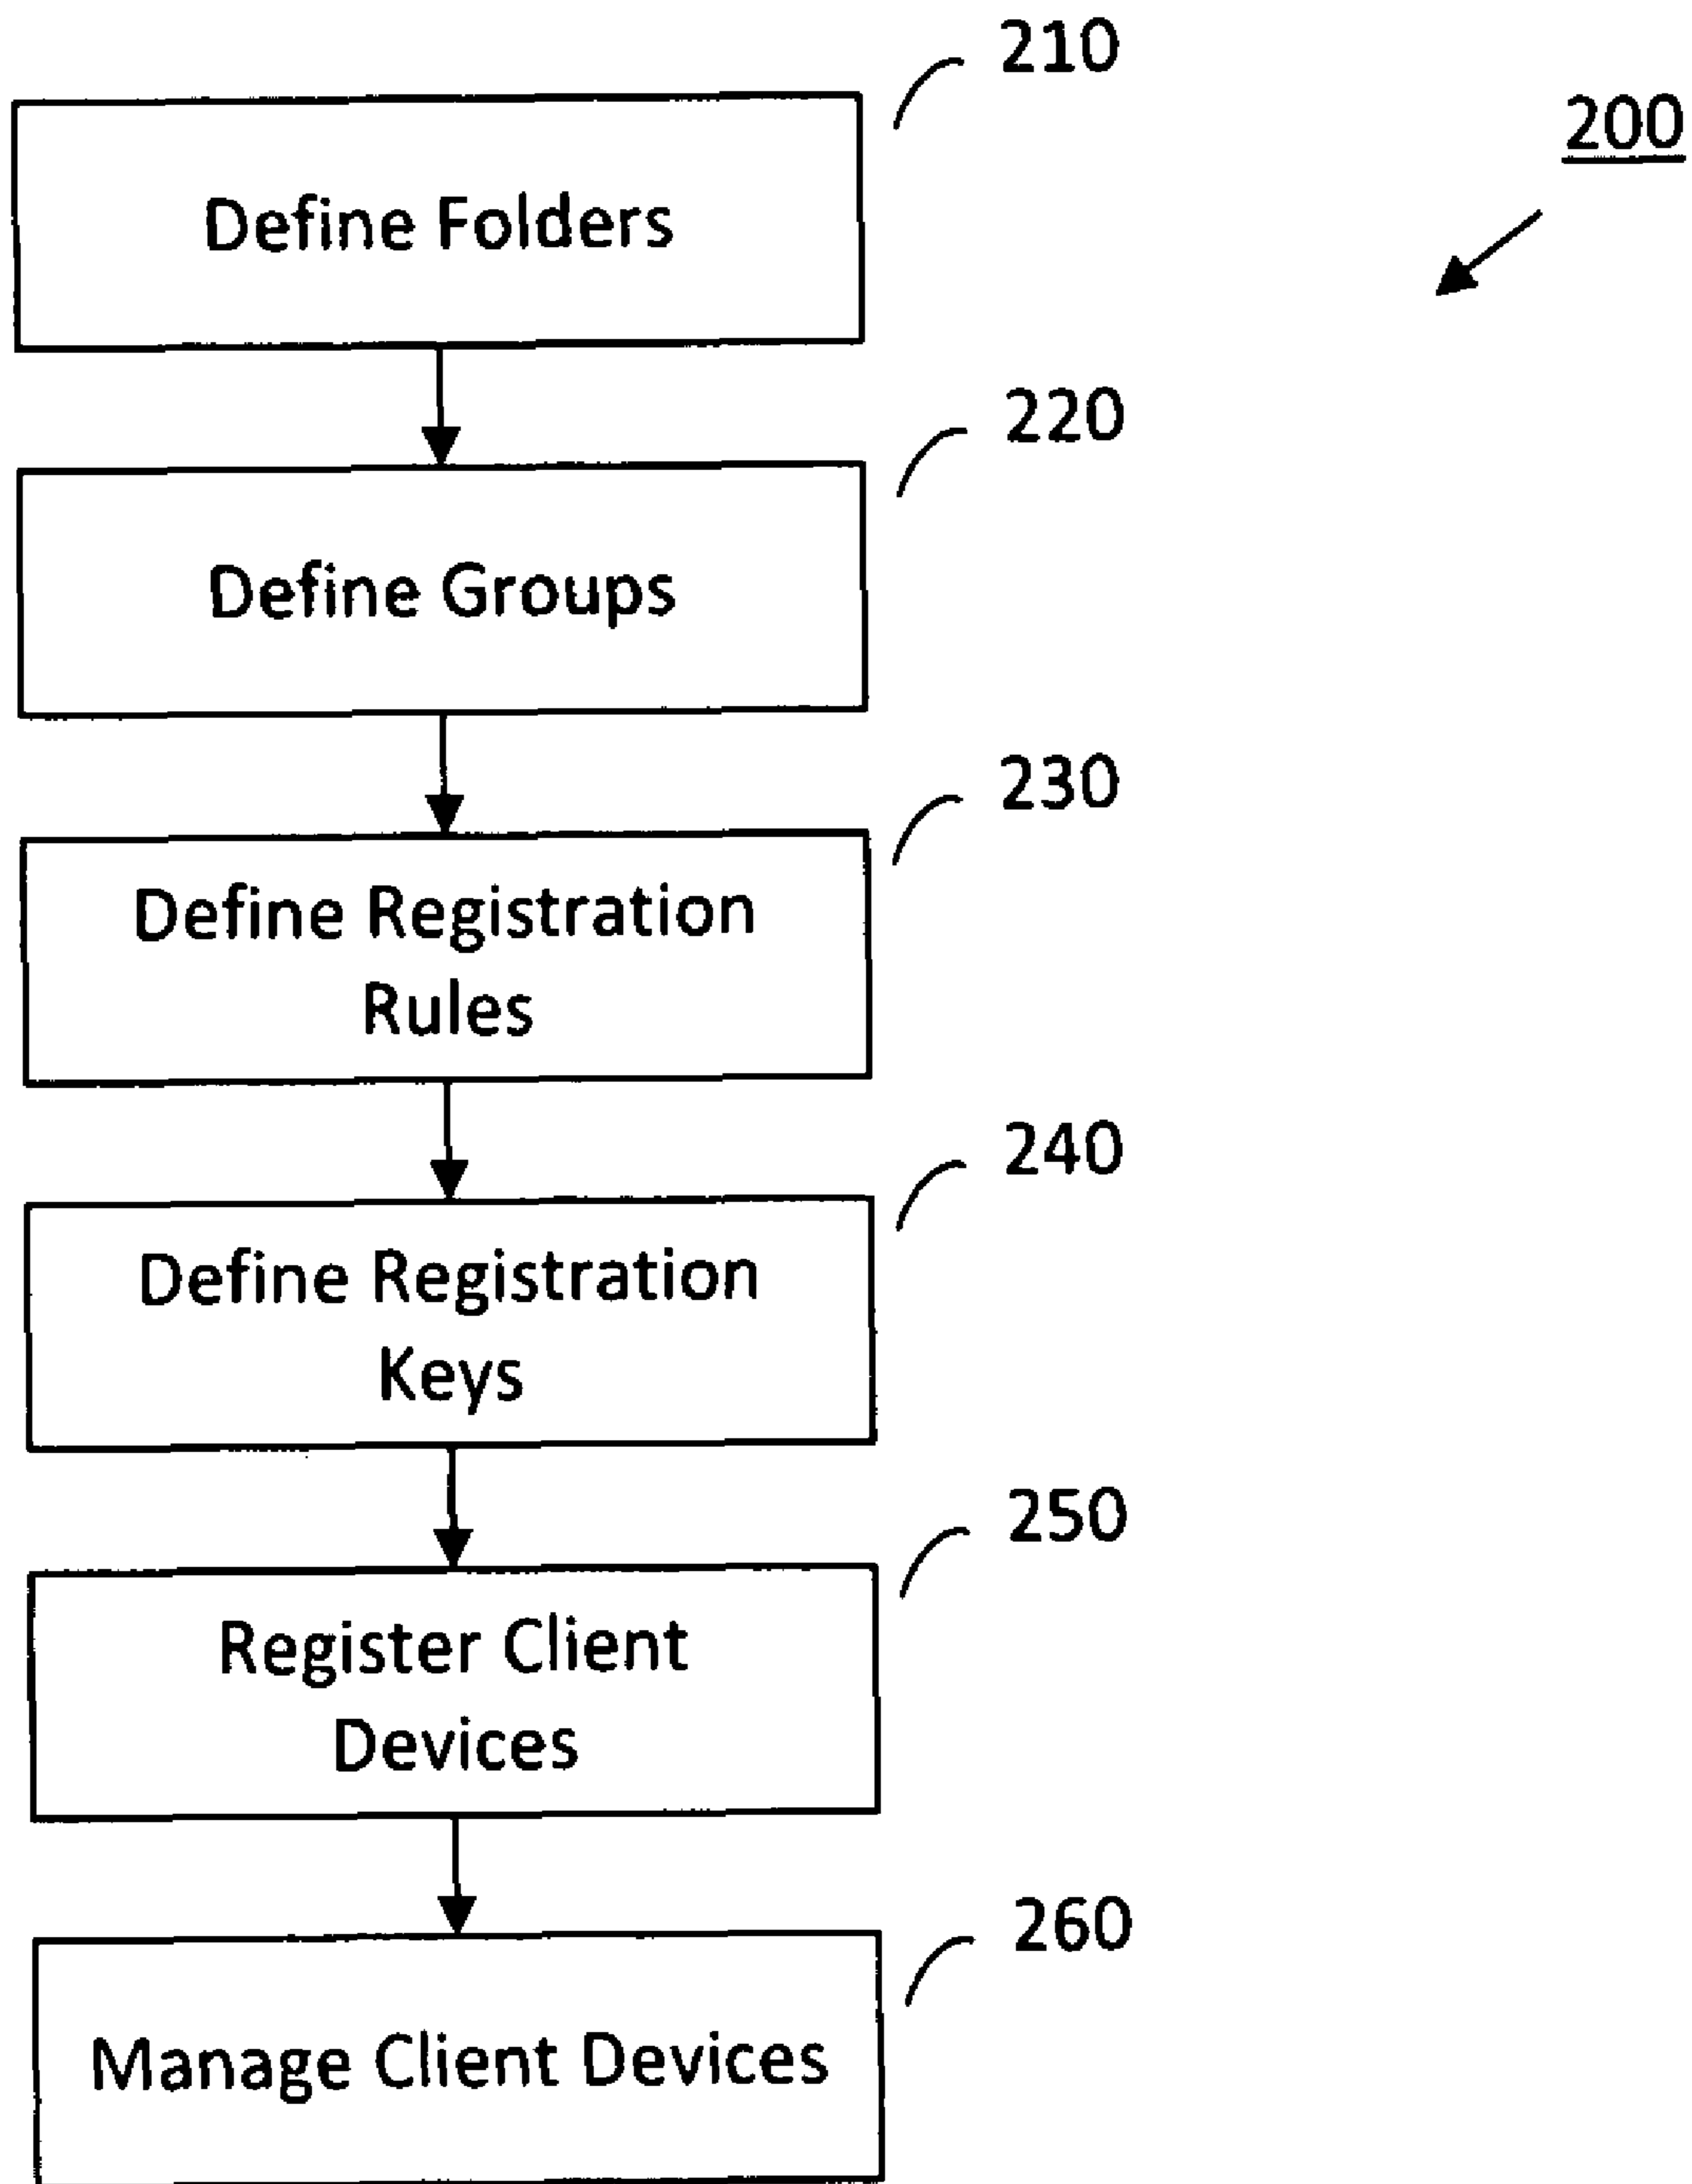 210
200
Define Folders
220
Define Groups
230
Define Registration
Rules
240
Define Registration
Keys
250
Register Client
Devices
260
Manage Client Devices